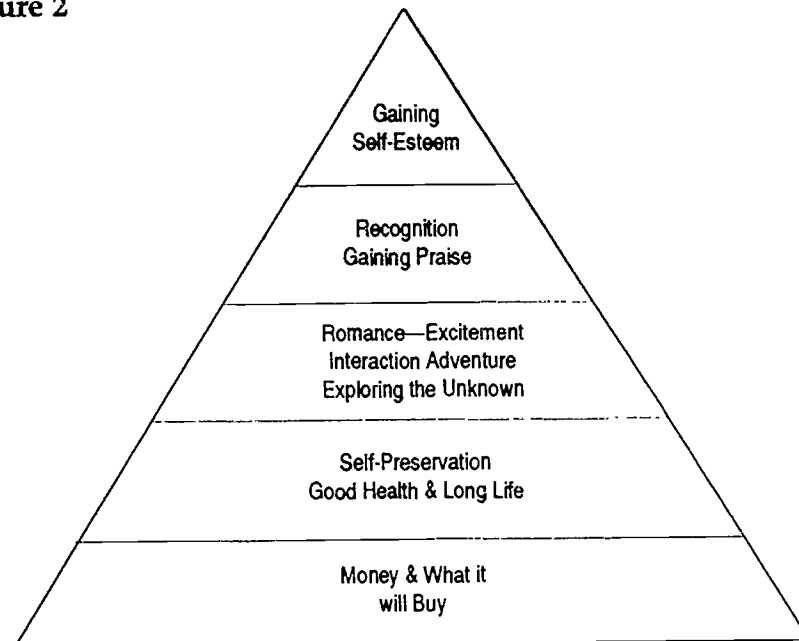 ure 2
Gaining
Self-Esteem
Recognition
Gaining Praise
Romance—Excitement
Interaction Adventure
Exploring the Unknown
Self-Preservation
Good Health & Long Life
Money & What it
will Buy